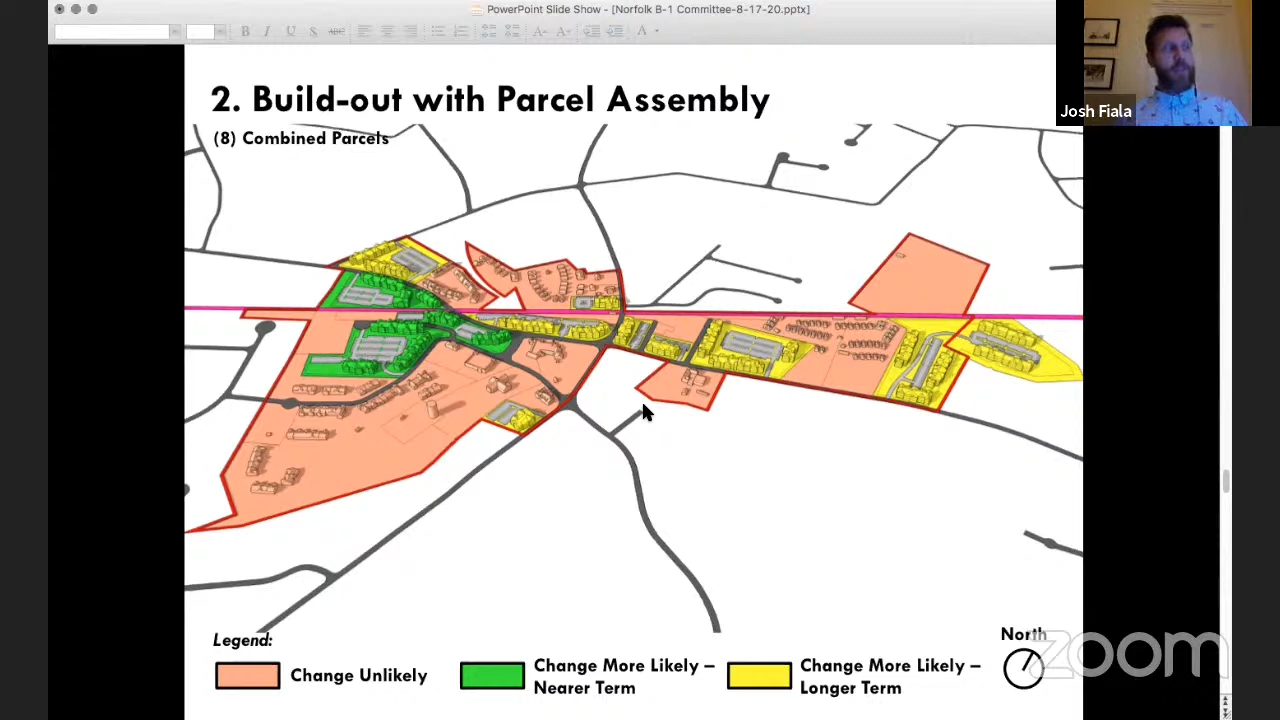 PowerPoint Slide Show - [Norfolk B-1 Committee-8-17-20.pptx]
B I U S ABC A A A
Josh Fiala
2. Build-out with Parcel Assembly
(8) Combined Parcels
Legend:
Change Unlikely
Change More Likely –
Nearer Term
Change More Likely –
Longer Term
North
zoom